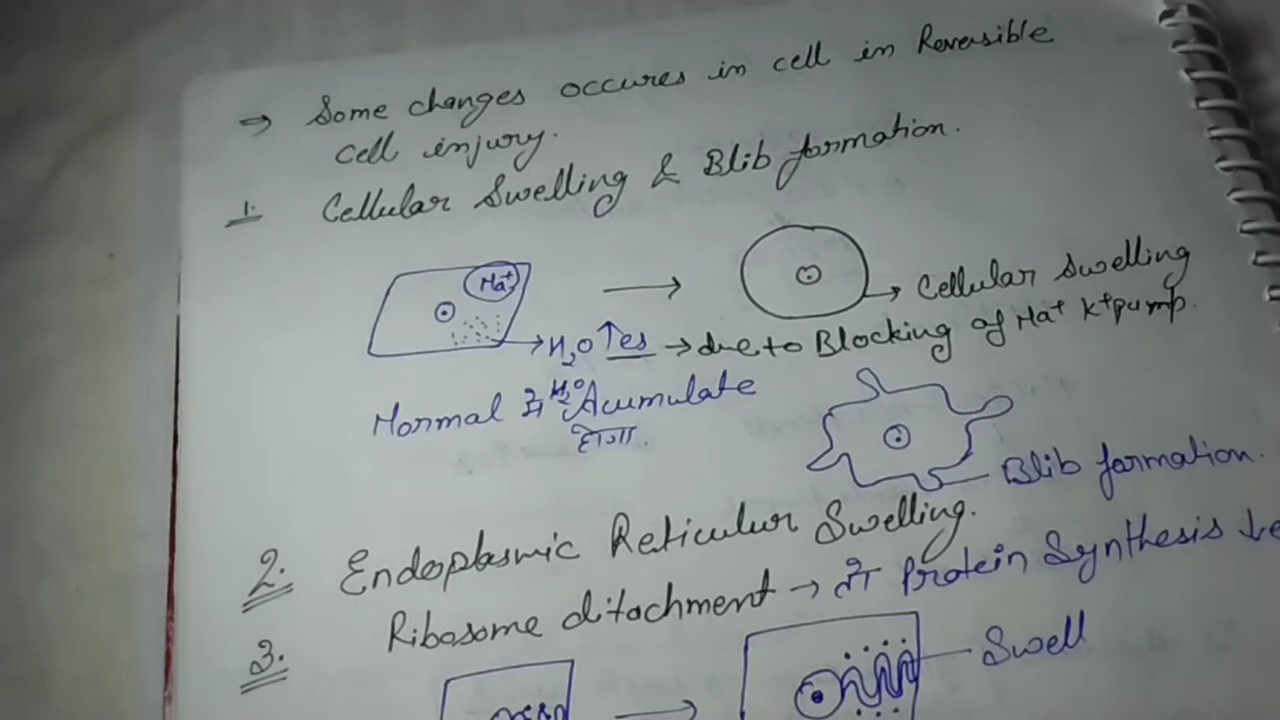 ⇒ Some changes occures in cell in Reversible
cell injury.
1. Cellular Swelling & Blib formation.
Na⁺
→ Cellular Swelling
→ H₂O ↑es → due to Blocking of Na⁺ K⁺ pump.
Normal में H₂O Acumulate
होगा.
Blib formation.
2. Endoplasmic Reticulur Swelling.
3. Ribosome ditachment → तो Protein Synthesis ↓e
Swell